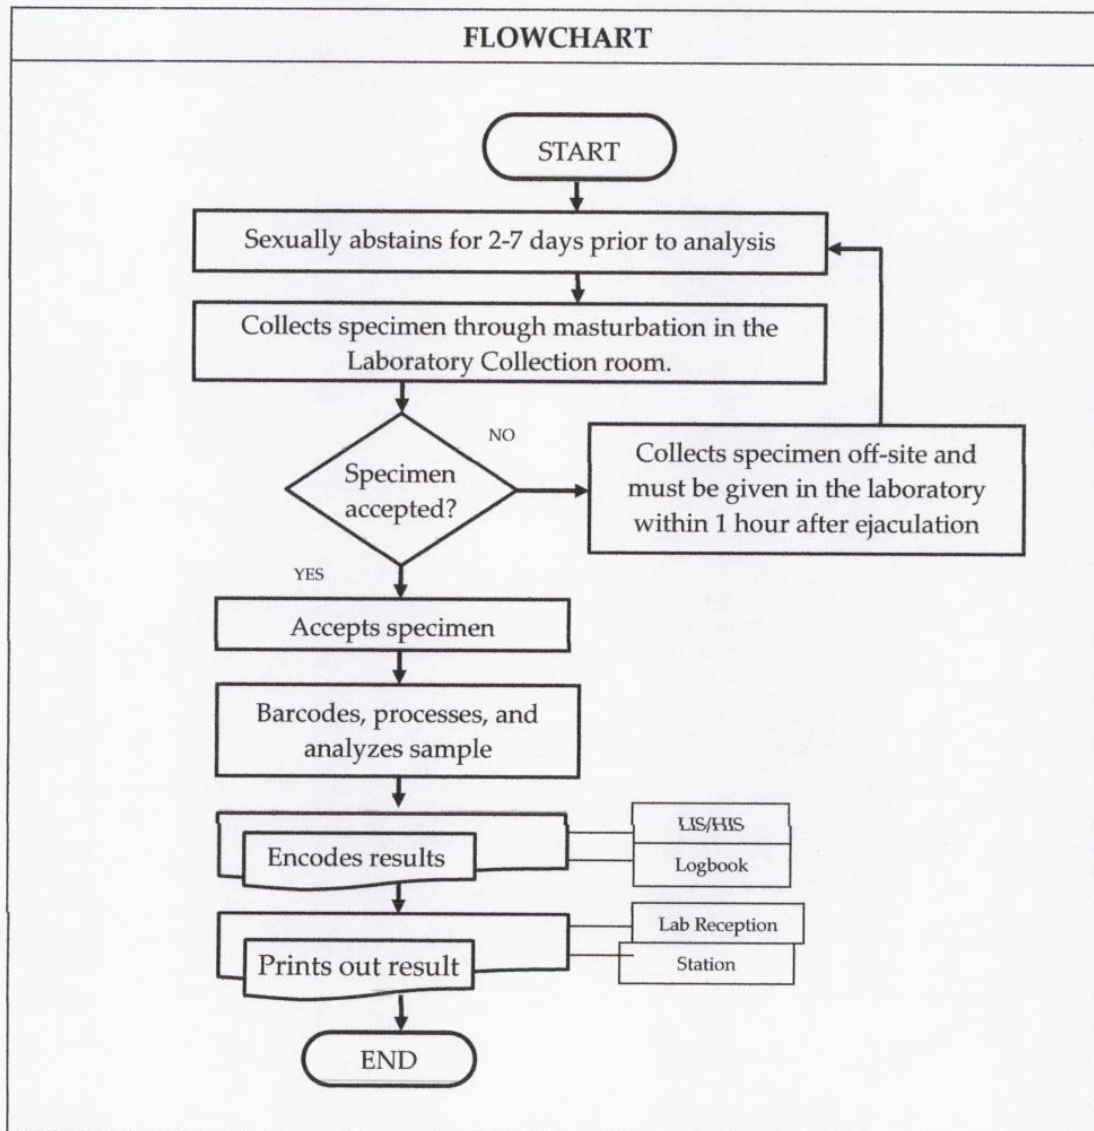 FLOWCHART
START
Sexually abstains for 2-7 days prior to analysis
Collects specimen through masturbation in the
Laboratory Collection room.
NO
Specimen
accepted?
Collects specimen off-site and
must be given in the laboratory
within 1 hour after ejaculation
YES
Accepts specimen
Barcodes, processes, and
analyzes sample
Encodes results
LIS/HIS
Logbook
Prints out result
Lab Reception
Station
END